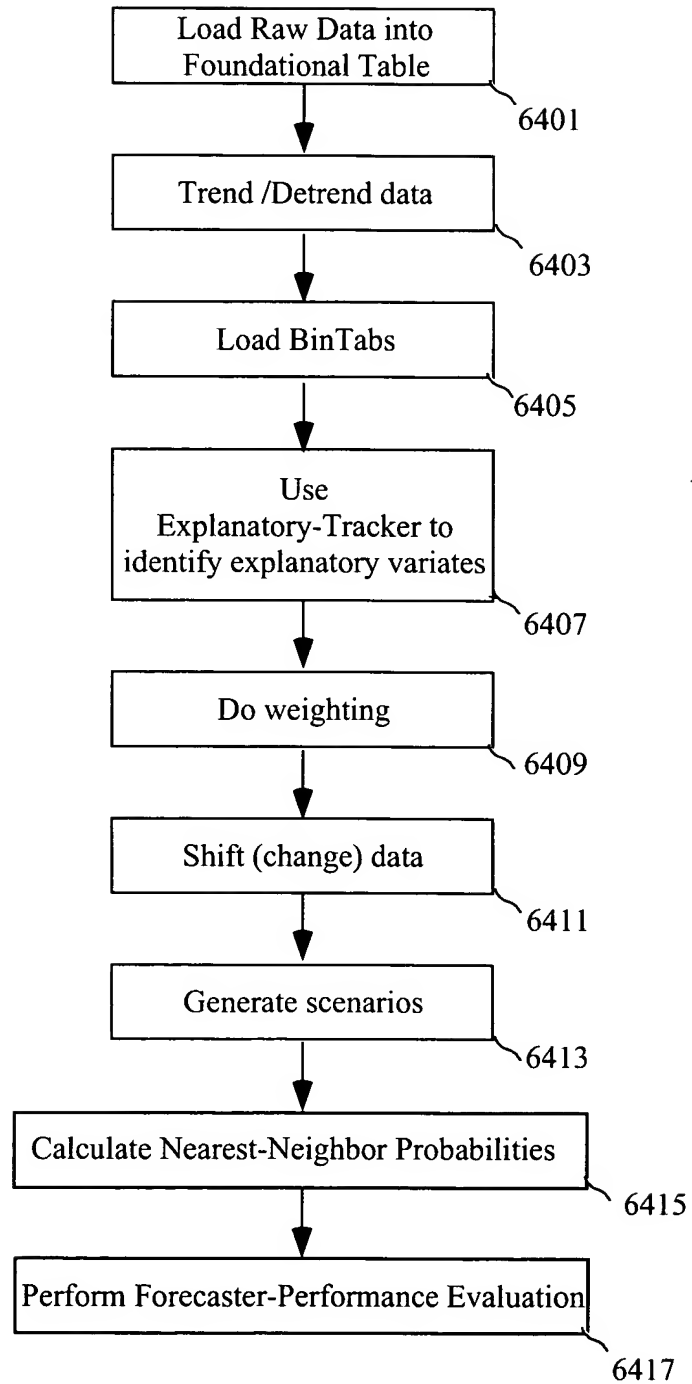 Load Raw Data into
Foundational Table
6401
Trend /Detrend data
6403
Load BinTabs
6405
Use
Explanatory-Tracker to
identify explanatory variates
6407
Do weighting
6409
Shift (change) data
6411
Generate scenarios
6413
Calculate Nearest-Neighbor Probabilities
6415
Perform Forecaster-Performance Evaluation
6417